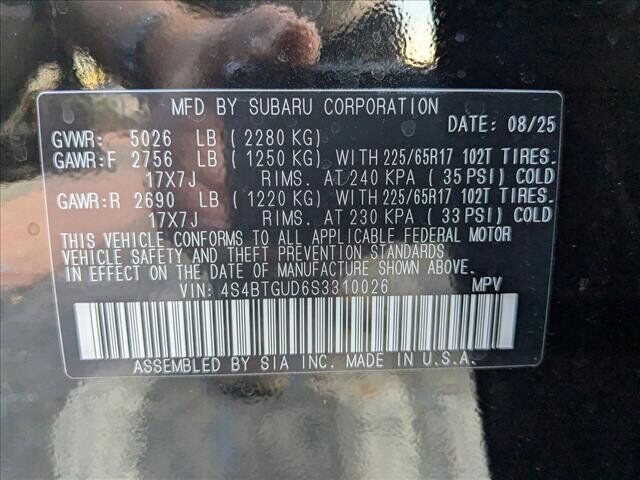 MFD BY SUBARU CORPORATION
DATE: 08/25
GVWR: 5026 LB ( 2280 KG)
GAWR:F 2756 LB ( 1250 KG) WITH 225/65R17 102T TIRES.
17X7J RIMS. AT 240 KPA ( 35 PSI) COLD
GAWR:R 2690 LB ( 1220 KG) WITH 225/65R17 102T TIRES.
17X7J RIMS. AT 230 KPA ( 33 PSI) COLD
THIS VEHICLE CONFORMS TO ALL APPLICABLE FEDERAL MOTOR
VEHICLE SAFETY AND THEFT PREVENTION STANDARDS
IN EFFECT ON THE DATE OF MANUFACTURE SHOWN ABOVE.
VIN: 4S4BTGUD6S3310026 MPV
ASSEMBLED BY SIA INC. MADE IN U.S.A.